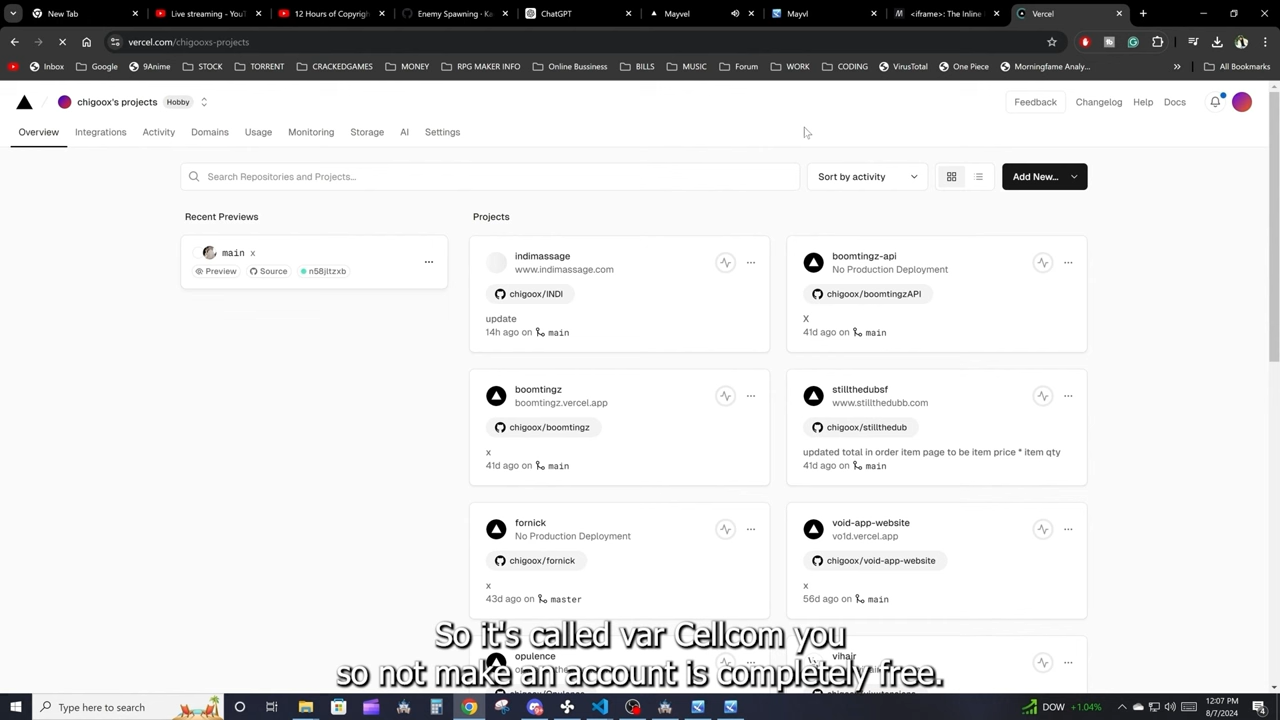 New Tab
Live streaming - YouT
12 Hours of Copyrigh
Enemy Spawning · Ka
ChatGPT
Mayvel
Mayvl
<iframe>: The Inline
Vercel
vercel.com/chigooxs-projects
Inbox
Google
9Anime
STOCK
TORRENT
CRACKEDGAMES
MONEY
RPG MAKER INFO
Online Bussiness
BILLS
MUSIC
Forum
WORK
CODING
VirusTotal
One Piece
Morningfame Analy...
All Bookmarks
chigoox's projects
Hobby
Feedback
Changelog
Help
Docs
Overview
Integrations
Activity
Domains
Usage
Monitoring
Storage
AI
Settings
Search Repositories and Projects...
Sort by activity
Add New...
Recent Previews
main x
Preview
Source
n58jitzxb
Projects
indimassage
www.indimassage.com
chigoox/INDI
update
14h ago on main
boomtingz-api
No Production Deployment
chigoox/boomtingzAPI
X
41d ago on main
boomtingz
boomtingz.vercel.app
chigoox/boomtingz
x
41d ago on main
stillthedubsf
www.stillthedubb.com
chigoox/stillthedub
updated total in order item page to be item price * item qty
41d ago on main
fornick
No Production Deployment
chigoox/fornick
x
43d ago on master
void-app-website
vo1d.vercel.app
chigoox/void-app-website
x
56d ago on main
opulence
vihair
So it's called var Cellcom you
so not make an account is completely free.
Type here to search
DOW +1.04%
12:07 PM
8/7/2024